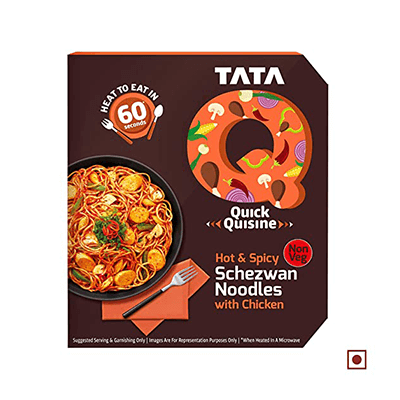 HEAT TO EAT IN
60
seconds
TATA
Q
Quick
Quisine
Hot & Spicy
Schezwan
Noodles
with Chicken
Non
Veg
Suggested Serving & Garnishing Only | Images Are For Representation Purposes Only | *When Heated In A Microwave